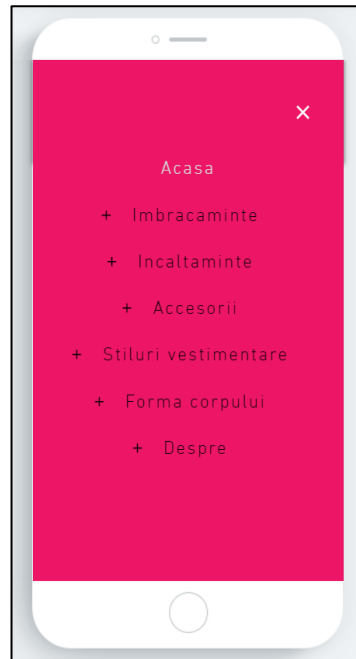 ×
Acasa
+ Imbracaminte
+ Incaltaminte
+ Accesorii
+ Stiluri vestimentare
+ Forma corpului
+ Despre